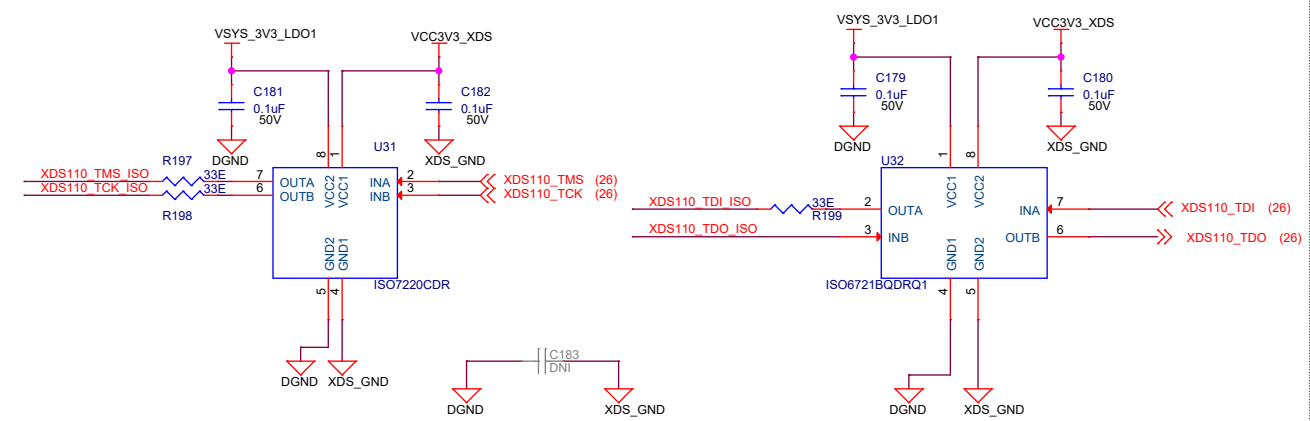 VSYS_3V3_LDO1
VCC3V3_XDS
C181
0.1uF
50V
C182
0.1uF
50V
DGND
XDS_GND
U31
8
1
R197
33E
XDS110_TMS_ISO
7
OUTA
VCC2
VCC1
INA
2
XDS110_TMS (26)
XDS110_TCK_ISO
33E
6
OUTB
INB
3
XDS110_TCK (26)
R198
GND2
GND1
5
4
ISO7220CDR
DGND
XDS_GND
C183
DNI
DGND
XDS_GND
VSYS_3V3_LDO1
VCC3V3_XDS
C179
0.1uF
50V
C180
0.1uF
50V
DGND
XDS_GND
U32
1
8
XDS110_TDI_ISO
33E
R199
2
OUTA
VCC1
VCC2
INA
7
XDS110_TDI (26)
XDS110_TDO_ISO
3
INB
OUTB
6
XDS110_TDO (26)
GND1
GND2
4
5
ISO6721BQDRQ1
DGND
XDS_GND